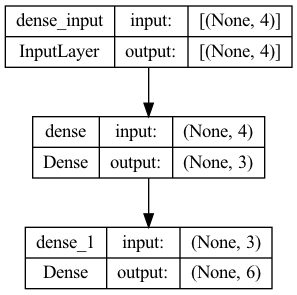 dense_input input: [(None, 4)]
InputLayer output: [(None, 4)]
dense input: (None, 4)
Dense output: (None, 3)
dense_1 input: (None, 3)
Dense output: (None, 6)